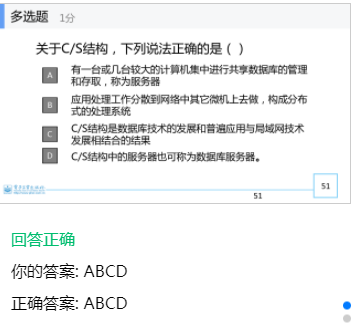 多选题 1分
关于C/S结构，下列说法正确的是（ ）
A 有一台或几台较大的计算机集中进行共享数据库的管理
和存取，称为服务器
B 应用处理工作分散到网络中其它微机上去做，构成分布
式的处理系统
C C/S结构是数据库技术的发展和普遍应用与局域网技术
发展相结合的结果
D C/S结构中的服务器也可称为数据库服务器。
51
51
回答正确
你的答案: ABCD
正确答案: ABCD